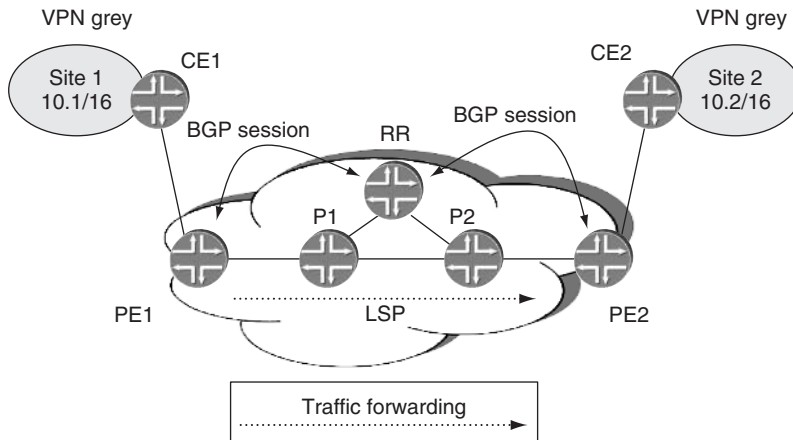 VPN grey
VPN grey
CE1
CE2
Site 1
10.1/16
Site 2
10.2/16
BGP session
RR
BGP session
P1
P2
PE1
LSP
PE2
Traffic forwarding